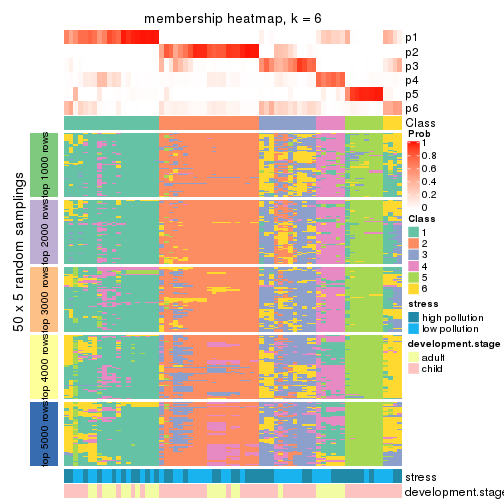 membership heatmap, k = 6
p1
p2
p3
p4
p5
p6
Class
50 x 5 random samplings
top 1000 rows
top 2000 rows
top 3000 rows
top 4000 rows
top 5000 rows
Prob
1
0.8
0.6
0.4
0.2
0
Class
1
2
3
4
5
6
stress
high pollution
low pollution
development.stage
adult
child
stress
development.stage